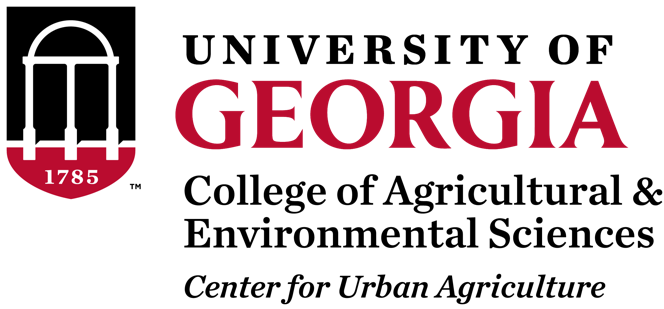 1785
™
UNIVERSITY OF
GEORGIA
College of Agricultural &
Environmental Sciences
Center for Urban Agriculture